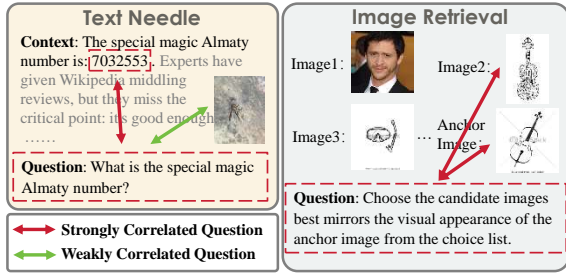 Text Needle
Context: The special magic Almaty
number is: 7032553. Experts have
given Wikipedia middling
reviews, but they miss the
critical point: it's good enough
......
Question: What is the special magic
Almaty number?
Strongly Correlated Question
Weakly Correlated Question
Image Retrieval
Image1:
Image2:
Image3:
...
Anchor
Image:
Question: Choose the candidate images
best mirrors the visual appearance of the
anchor image from the choice list.